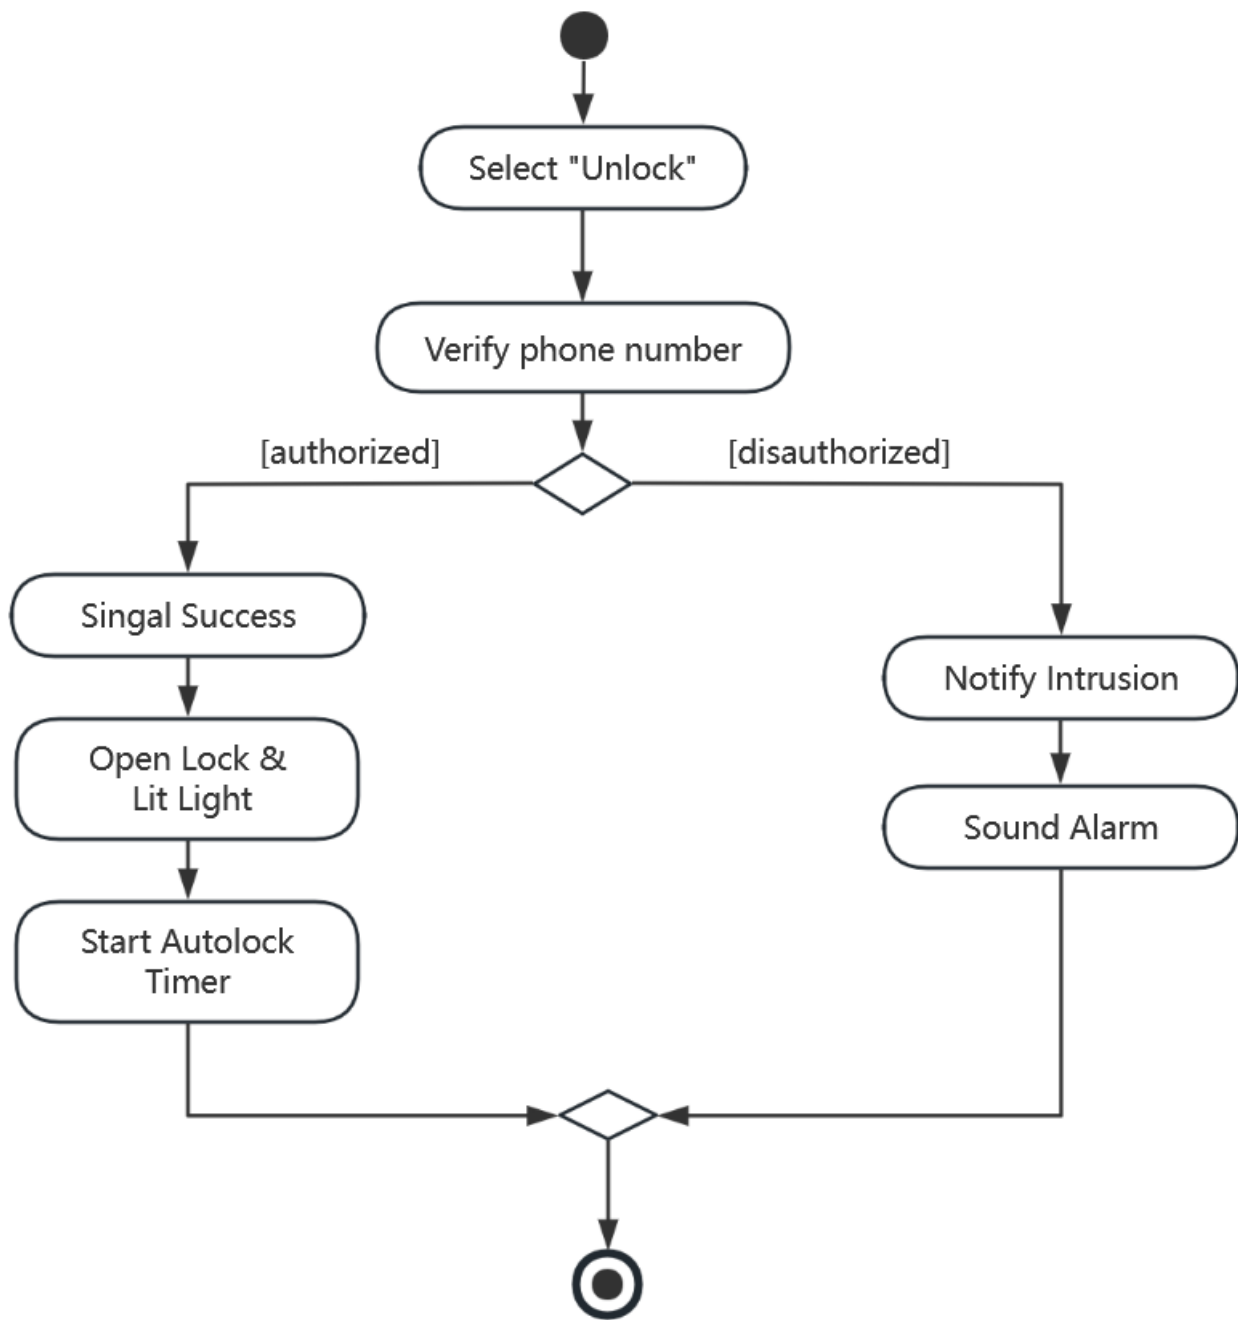 Select "Unlock"
Verify phone number
[authorized]
[disauthorized]
Singal Success
Open Lock &
Lit Light
Start Autolock
Timer
Notify Intrusion
Sound Alarm